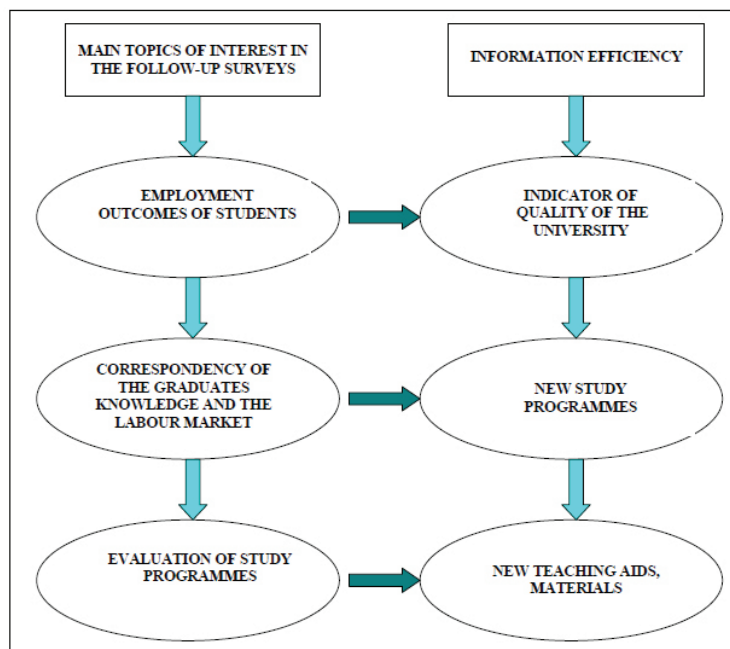 MAIN TOPICS OF INTEREST IN
THE FOLLOW-UP SURVEYS
INFORMATION EFFICIENCY
EMPLOYMENT
OUTCOMES OF STUDENTS
INDICATOR OF
QUALITY OF THE
UNIVERSITY
CORRESPONDENCY OF
THE GRADUATES
KNOWLEDGE AND THE
LABOUR MARKET
NEW STUDY
PROGRAMMES
EVALUATION OF STUDY
PROGRAMMES
NEW TEACHING AIDS,
MATERIALS